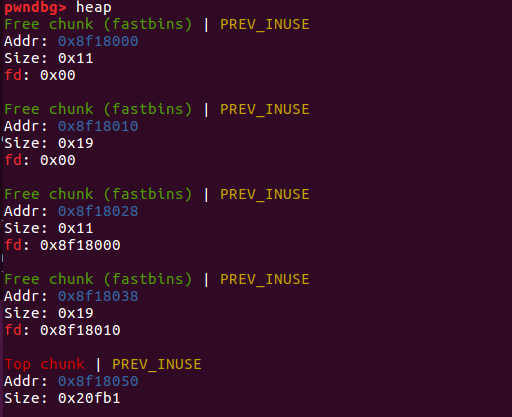 pwndbg> heap
Free chunk (fastbins) | PREV_INUSE
Addr: 0x8f18000
Size: 0x11
fd: 0x00
Free chunk (fastbins) | PREV_INUSE
Addr: 0x8f18010
Size: 0x19
fd: 0x00
Free chunk (fastbins) | PREV_INUSE
Addr: 0x8f18028
Size: 0x11
fd: 0x8f18000
Free chunk (fastbins) | PREV_INUSE
Addr: 0x8f18038
Size: 0x19
fd: 0x8f18010
Top chunk | PREV_INUSE
Addr: 0x8f18050
Size: 0x20fb1